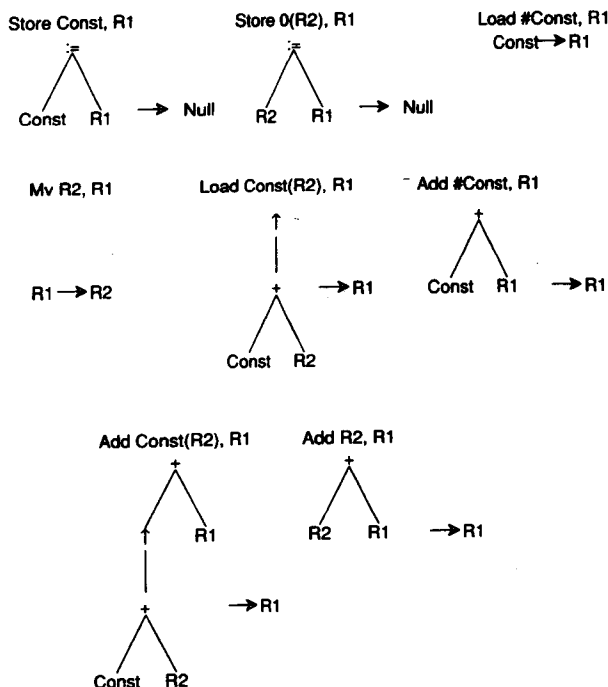 Store Const, R1 Store 0(R2), R1 Load #Const, R1
:= := Const→R1
Const R1 → Null R2 R1 → Null
Mv R2, R1 Load Const(R2), R1 Add #Const, R1
↑ +
R1→R2 + →R1 Const R1 →R1
Const R2
Add Const(R2), R1 Add R2, R1
+ +
↑ R1 R2 R1 →R1
+ →R1
Const R2